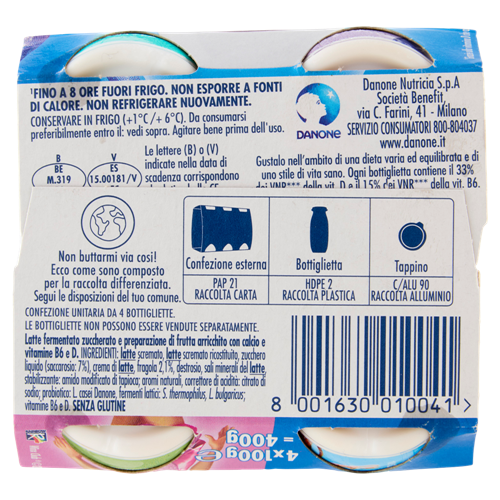 ¹FINO A 8 ORE FUORI FRIGO. NON ESPORRE A FONTI
DI CALORE. NON REFRIGERARE NUOVAMENTE.
CONSERVARE IN FRIGO (+1°C/+ 6°C). Da consumarsi
preferibilmente entro il: vedi sopra. Agitare bene prima dell'uso.
B
BE
M.319
V
ES
15.00181/V
Le lettere (B) o (V)
indicate nella data di
scadenza corrispondono
DANONE
Danone Nutricia S.p.A
Società Benefit,
via C. Farini, 41 - Milano
SERVIZIO CONSUMATORI 800-804037
www.danone.it
Gustalo nell'ambito di una dieta varia ed equilibrata e di
uno stile di vita sano. Ogni bottiglietta contiene il 33%
dei VNR*** della vit. D e il 15% dei VNR*** della vit. B6.
Non buttarmi via così!
Ecco come sono composto
per la raccolta differenziata.
Segui le disposizioni del tuo comune.
Confezione esterna
PAP 21
RACCOLTA CARTA
Bottiglietta
HDPE 2
RACCOLTA PLASTICA
Tappino
C/ALU 90
RACCOLTA ALLUMINIO
CONFEZIONE UNITARIA DA 4 BOTTIGLIETTE.
LE BOTTIGLIETTE NON POSSONO ESSERE VENDUTE SEPARATAMENTE.
Latte fermentato zuccherato e preparazione di frutta arricchito con calcio e
vitamine B6 e D. INGREDIENTI: latte scremato, latte scremato ricostituito, zucchero
liquido (saccarosio; 7%), crema di latte, fragola 2,1%, destrosio, sali minerali del latte,
stabilizzante: amido modificato di tapioca; aromi naturali, correttore di acidità: citrato di
sodio; probiotico: L. casei Danone, fermenti lattici: S. thermophilus, L. bulgaricus;
vitamine B6 e D. SENZA GLUTINE
8 001630 010041 >
4x100g ℮
= 400g